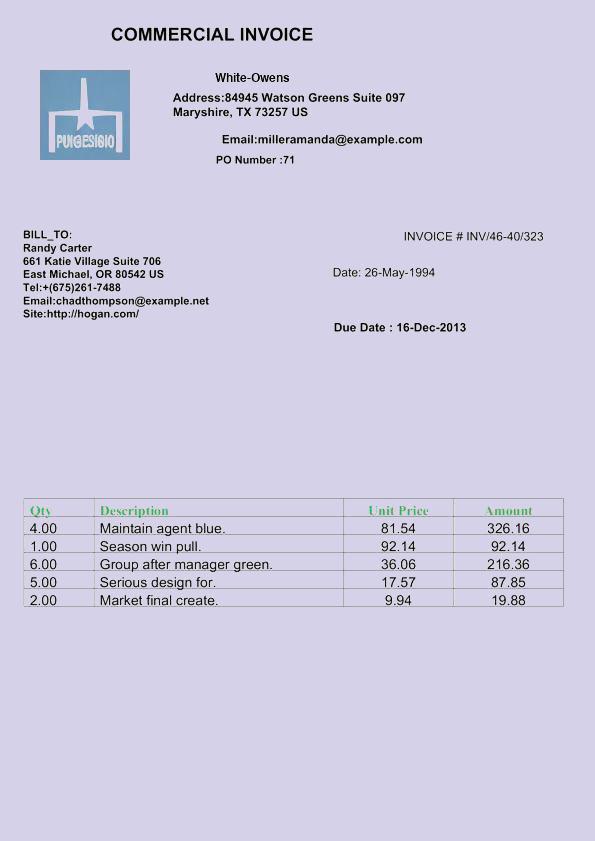 COMMERCIAL INVOICE
White-Owens
Address:84945 Watson Greens Suite 097
Maryshire, TX 73257 US
Email:milleramanda@example.com
PO Number :71
PUIGESIGIO
BILL_TO:
Randy Carter
661 Katie Village Suite 706
East Michael, OR 80542 US
Tel:+(675)261-7488
Email:chadthompson@example.net
Site:http://hogan.com/
INVOICE # INV/46-40/323
Date: 26-May-1994
Due Date : 16-Dec-2013
Qty Description Unit Price Amount
4.00 Maintain agent blue. 81.54 326.16
1.00 Season win pull. 92.14 92.14
6.00 Group after manager green. 36.06 216.36
5.00 Serious design for. 17.57 87.85
2.00 Market final create. 9.94 19.88